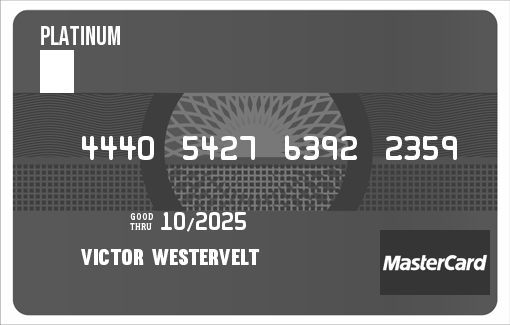 PLATINUM
4440 5427 6392 2359
GOOD THRU 10/2025
VICTOR WESTERVELT
MasterCard